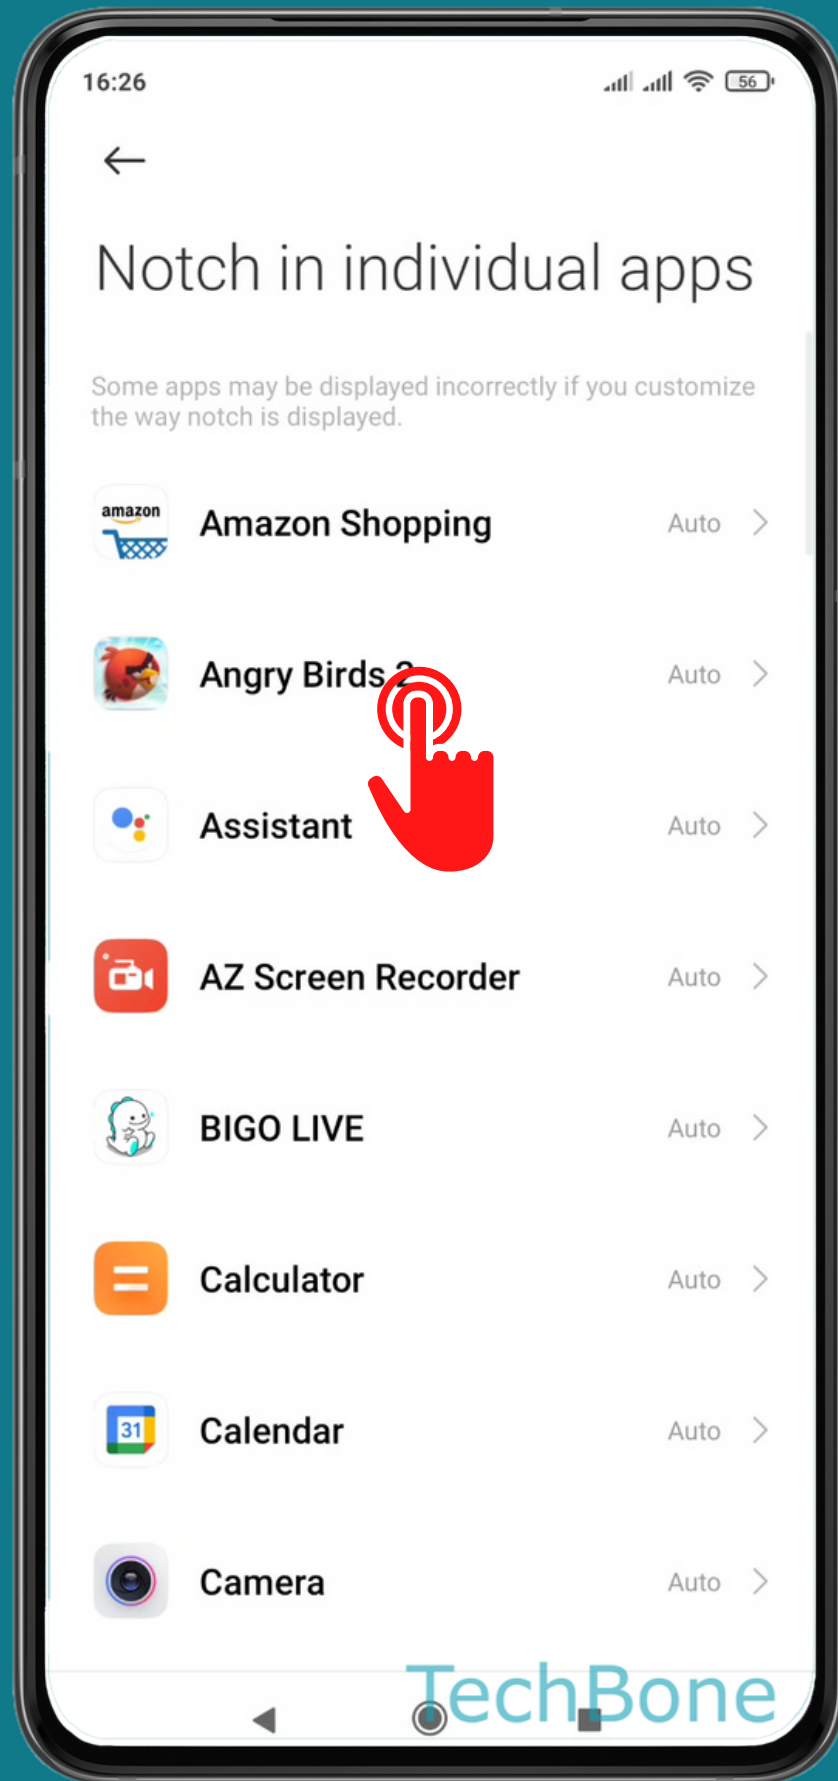 16:26
56
Notch in individual apps
Some apps may be displayed incorrectly if you customize
the way notch is displayed.
amazon
Amazon Shopping Auto
Angry Birds 2 Auto
Assistant Auto
AZ Screen Recorder Auto
BIGO LIVE Auto
Calculator Auto
31
Calendar Auto
Camera Auto
TechBone